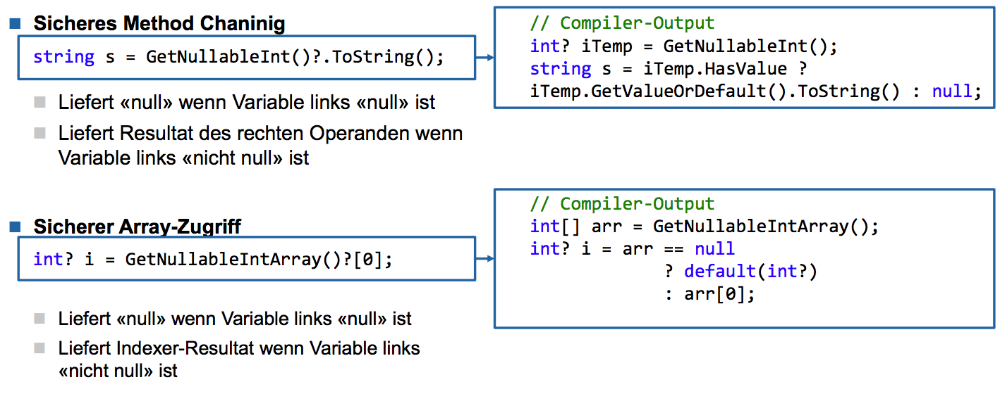 Sicheres Method Chaninig
string s = GetNullableInt()?.ToString();
// Compiler-Output
int? iTemp = GetNullableInt();
string s = iTemp.HasValue ?
iTemp.GetValueOrDefault().ToString() : null;
Liefert «null» wenn Variable links «null» ist
Liefert Resultat des rechten Operanden wenn
Variable links «nicht null» ist
Sicherer Array-Zugriff
int? i = GetNullableIntArray()?[0];
// Compiler-Output
int[] arr = GetNullableIntArray();
int? i = arr == null
? default(int?)
: arr[0];
Liefert «null» wenn Variable links «null» ist
Liefert Indexer-Resultat wenn Variable links
«nicht null» ist